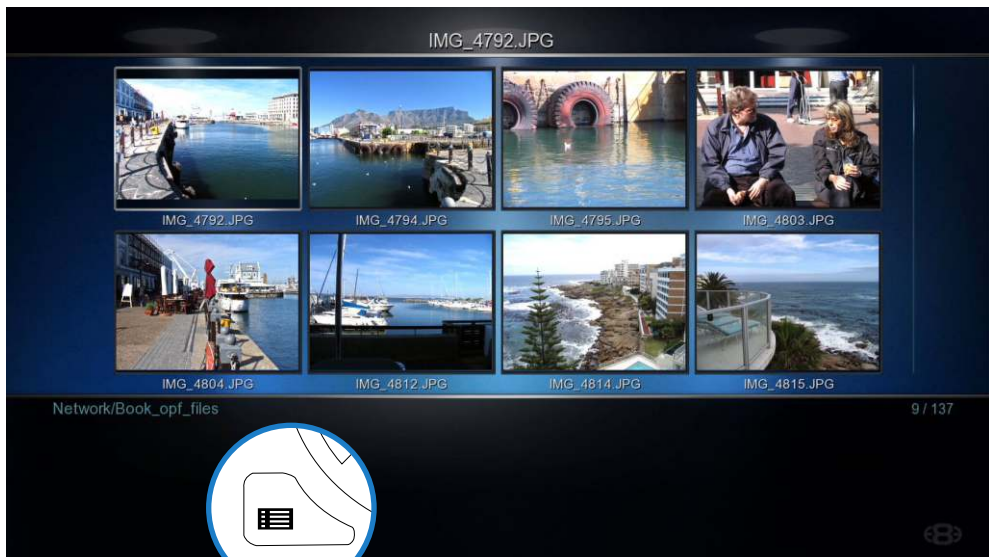 IMG_4792.JPG
IMG_4792.JPG IMG_4794.JPG IMG_4795.JPG IMG_4803.JPG
IMG_4804.JPG IMG_4812.JPG IMG_4814.JPG IMG_4815.JPG
Network/Book_opf_files 9 / 137